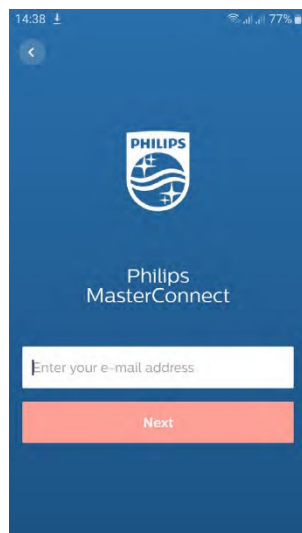 14:38
77%
PHILIPS
Philips
MasterConnect
Enter your e-mail address
Next